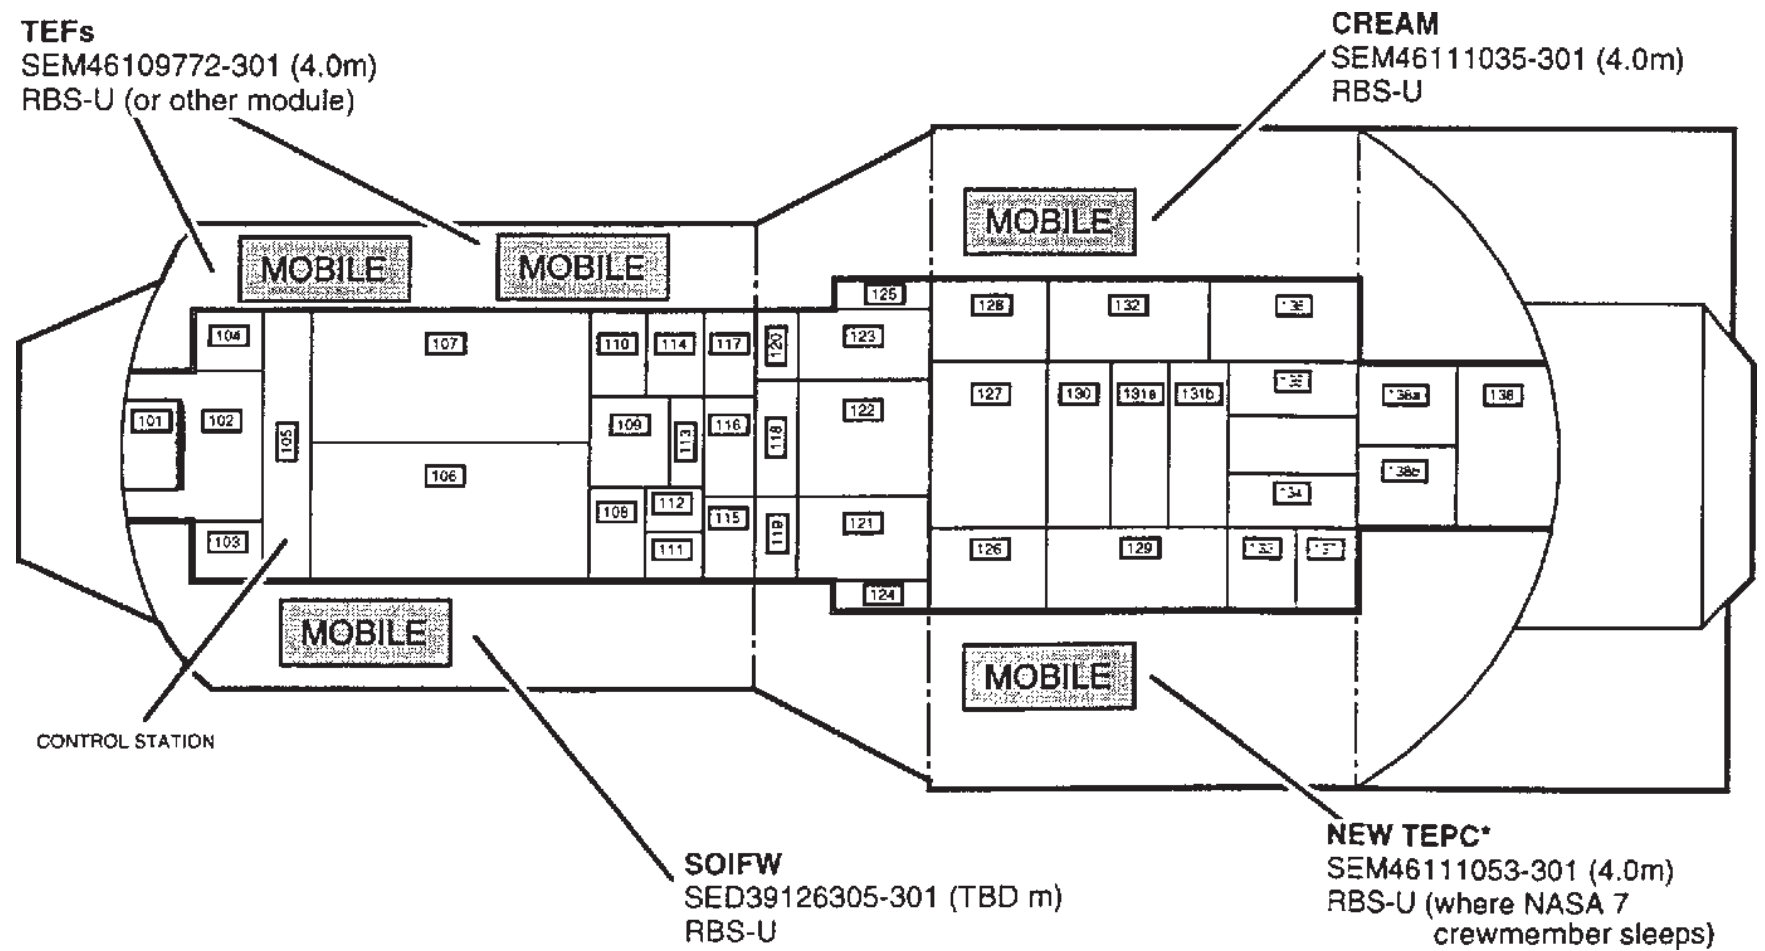 TEFs
SEM46109772-301 (4.0m)
RBS-U (or other module)
CREAM
SEM46111035-301 (4.0m)
RBS-U
MOBILE
MOBILE
MOBILE
125
128
132
104
107
110
114
117
120
123
101
102
105
109
113
116
118
122
127
130
131a
131b
138a
138
106
108
112
115
119
121
134
138b
103
111
126
129
124
MOBILE
MOBILE
CONTROL STATION
SOIFW
SED39126305-301 (TBD m)
RBS-U
NEW TEPC*
SEM46111053-301 (4.0m)
RBS-U (where NASA 7
crewmember sleeps)